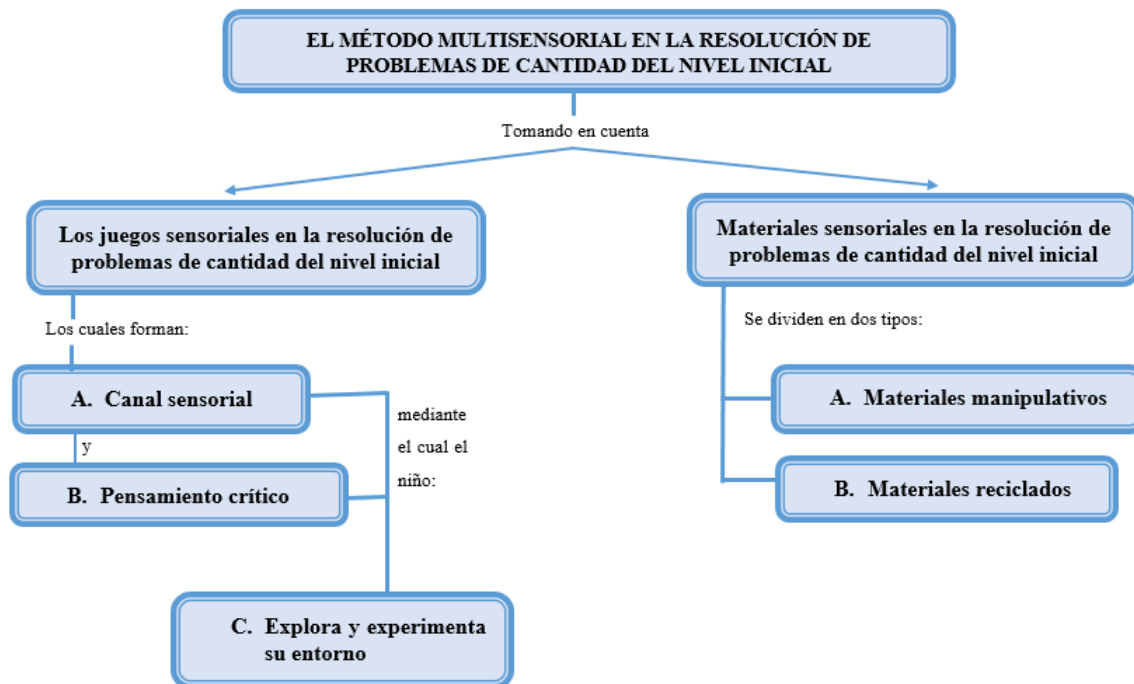 EL MÉTODO MULTISENSORIAL EN LA RESOLUCIÓN DE
PROBLEMAS DE CANTIDAD DEL NIVEL INICIAL
Tomando en cuenta
Los juegos sensoriales en la resolución de
problemas de cantidad del nivel inicial
Los cuales forman:
A. Canal sensorial
y
B. Pensamiento crítico
mediante
el cual el
niño:
C. Explora y experimenta
su entorno
Materiales sensoriales en la resolución de
problemas de cantidad del nivel inicial
Se dividen en dos tipos:
A. Materiales manipulativos
B. Materiales reciclados